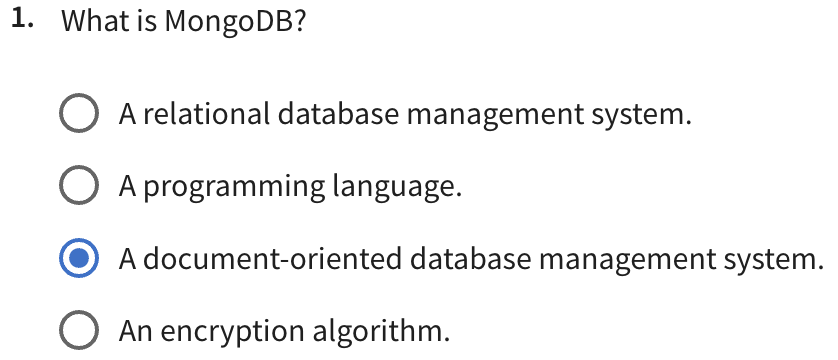 1. What is MongoDB?
A relational database management system.
A programming language.
A document-oriented database management system.
An encryption algorithm.